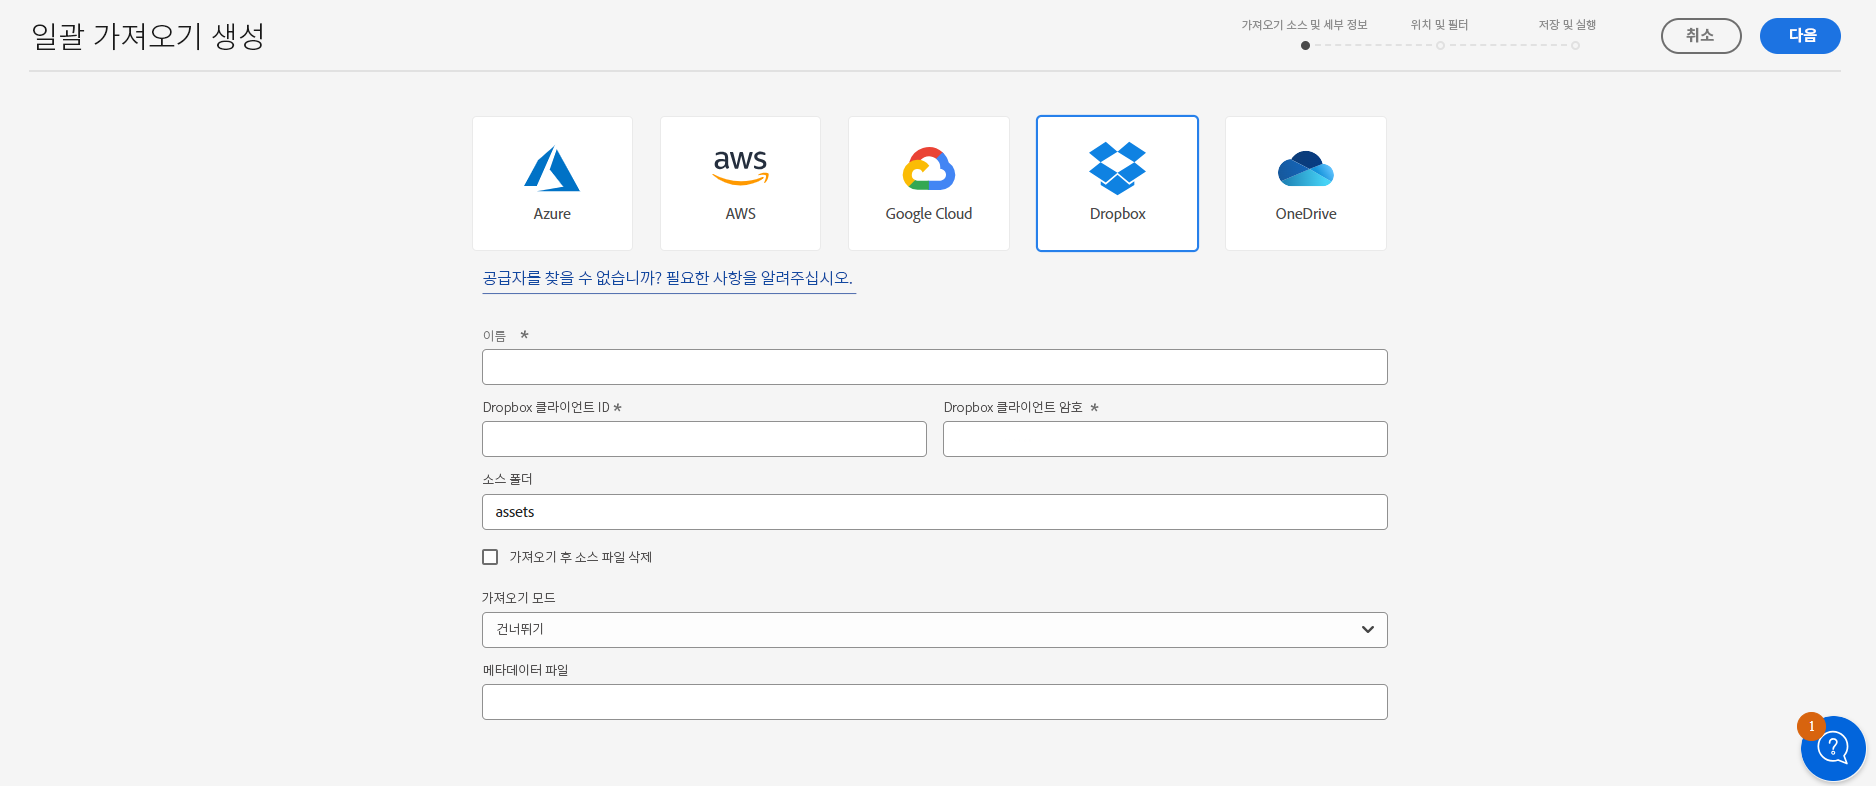 일괄 가져오기 생성
가져오기 소스 및 세부 정보
위치 및 필터
저장 및 실행
취소
다음
aws
Azure
AWS
Google Cloud
Dropbox
OneDrive
공급자를 찾을 수 없습니까? 필요한 사항을 알려주십시오.
이름 *
Dropbox 클라이언트 ID *
Dropbox 클라이언트 암호 *
소스 폴더
assets
가져오기 후 소스 파일 삭제
가져오기 모드
건너뛰기
메타데이터 파일
1
?